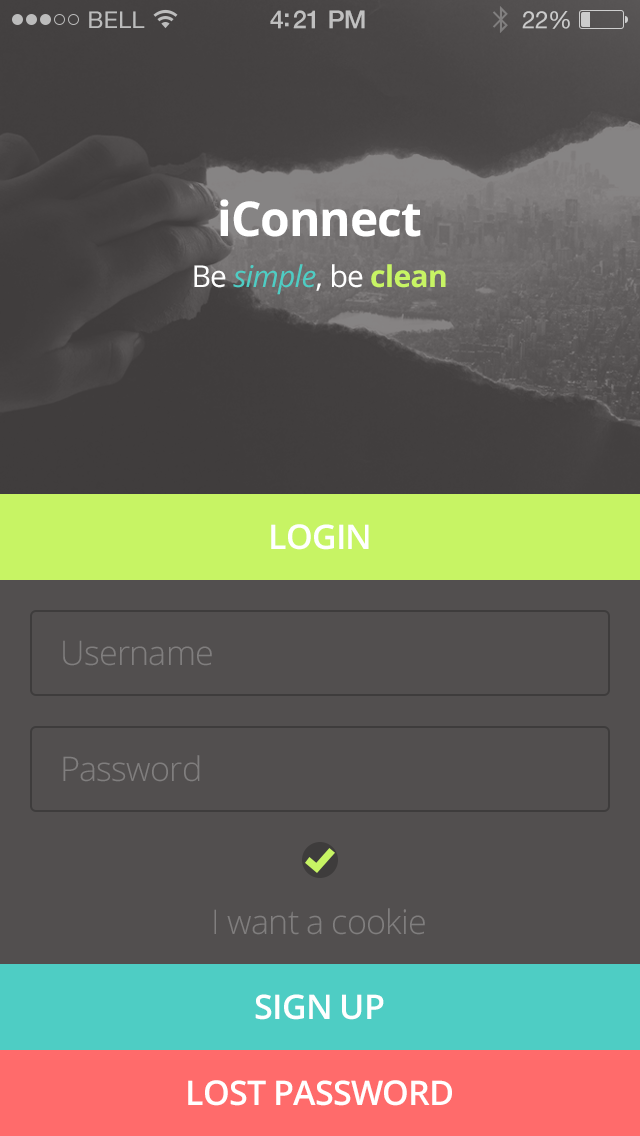 BELL 4:21 PM 22%
iConnect
Be simple, be clean
LOGIN
Username
Password
I want a cookie
SIGN UP
LOST PASSWORD